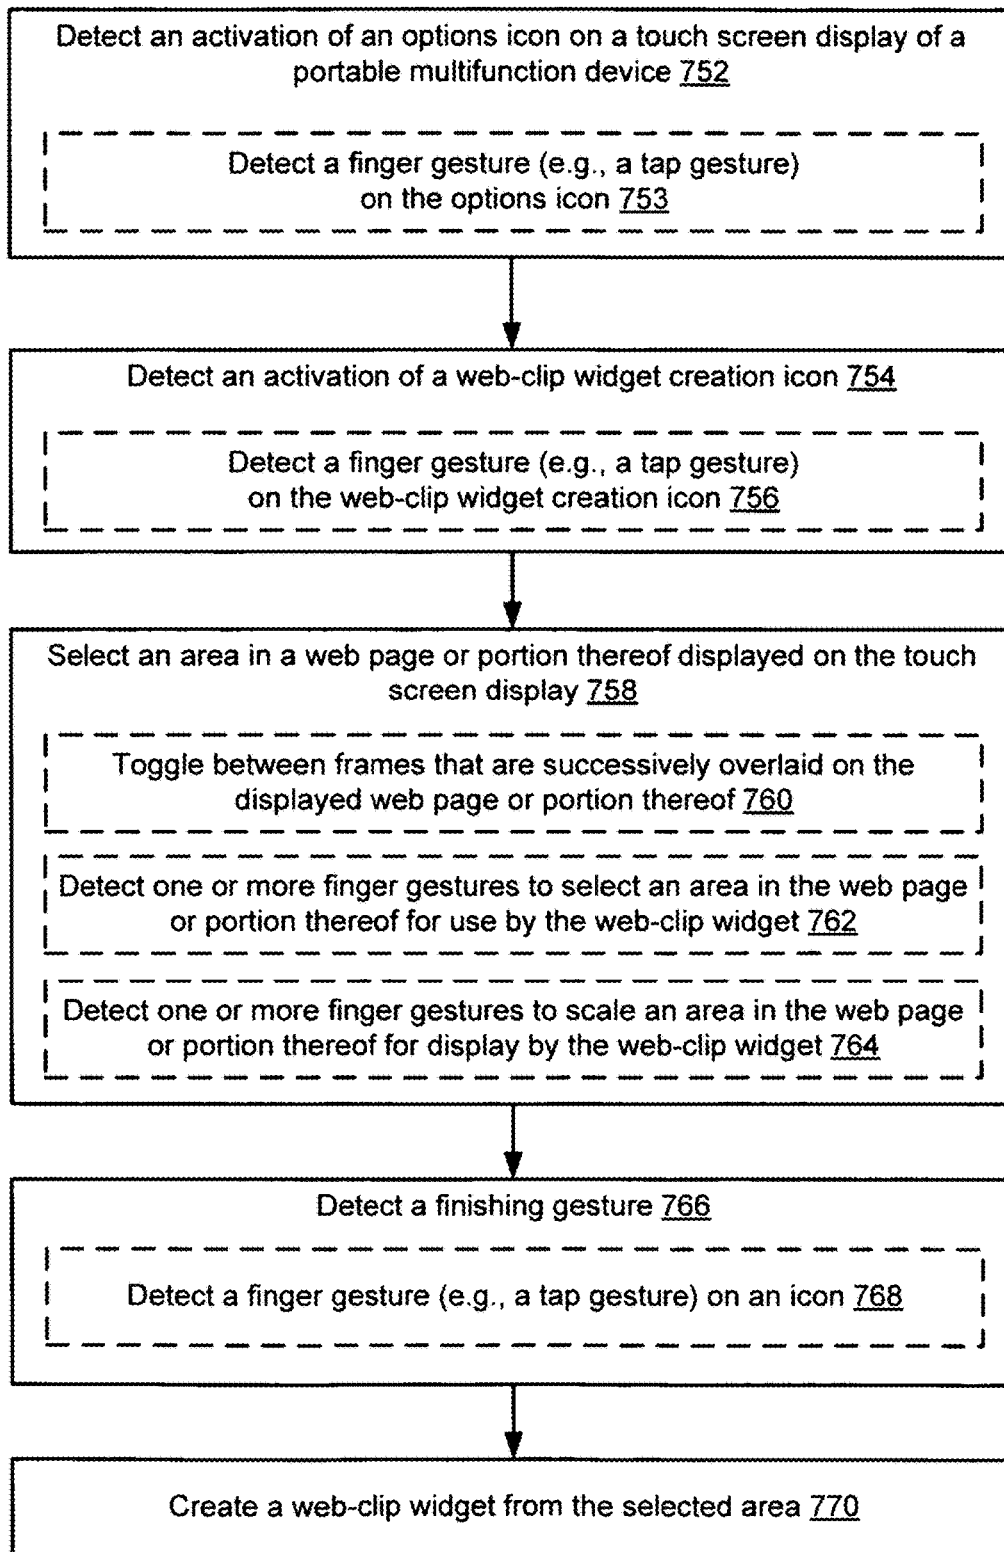 Detect an activation of an options icon on a touch screen display of a
portable multifunction device 752
Detect a finger gesture (e.g., a tap gesture)
on the options icon 753
Detect an activation of a web-clip widget creation icon 754
Detect a finger gesture (e.g., a tap gesture)
on the web-clip widget creation icon 756
Select an area in a web page or portion thereof displayed on the touch
screen display 758
Toggle between frames that are successively overlaid on the
displayed web page or portion thereof 760
Detect one or more finger gestures to select an area in the web page
or portion thereof for use by the web-clip widget 762
Detect one or more finger gestures to scale an area in the web page
or portion thereof for display by the web-clip widget 764
Detect a finishing gesture 766
Detect a finger gesture (e.g., a tap gesture) on an icon 768
Create a web-clip widget from the selected area 770